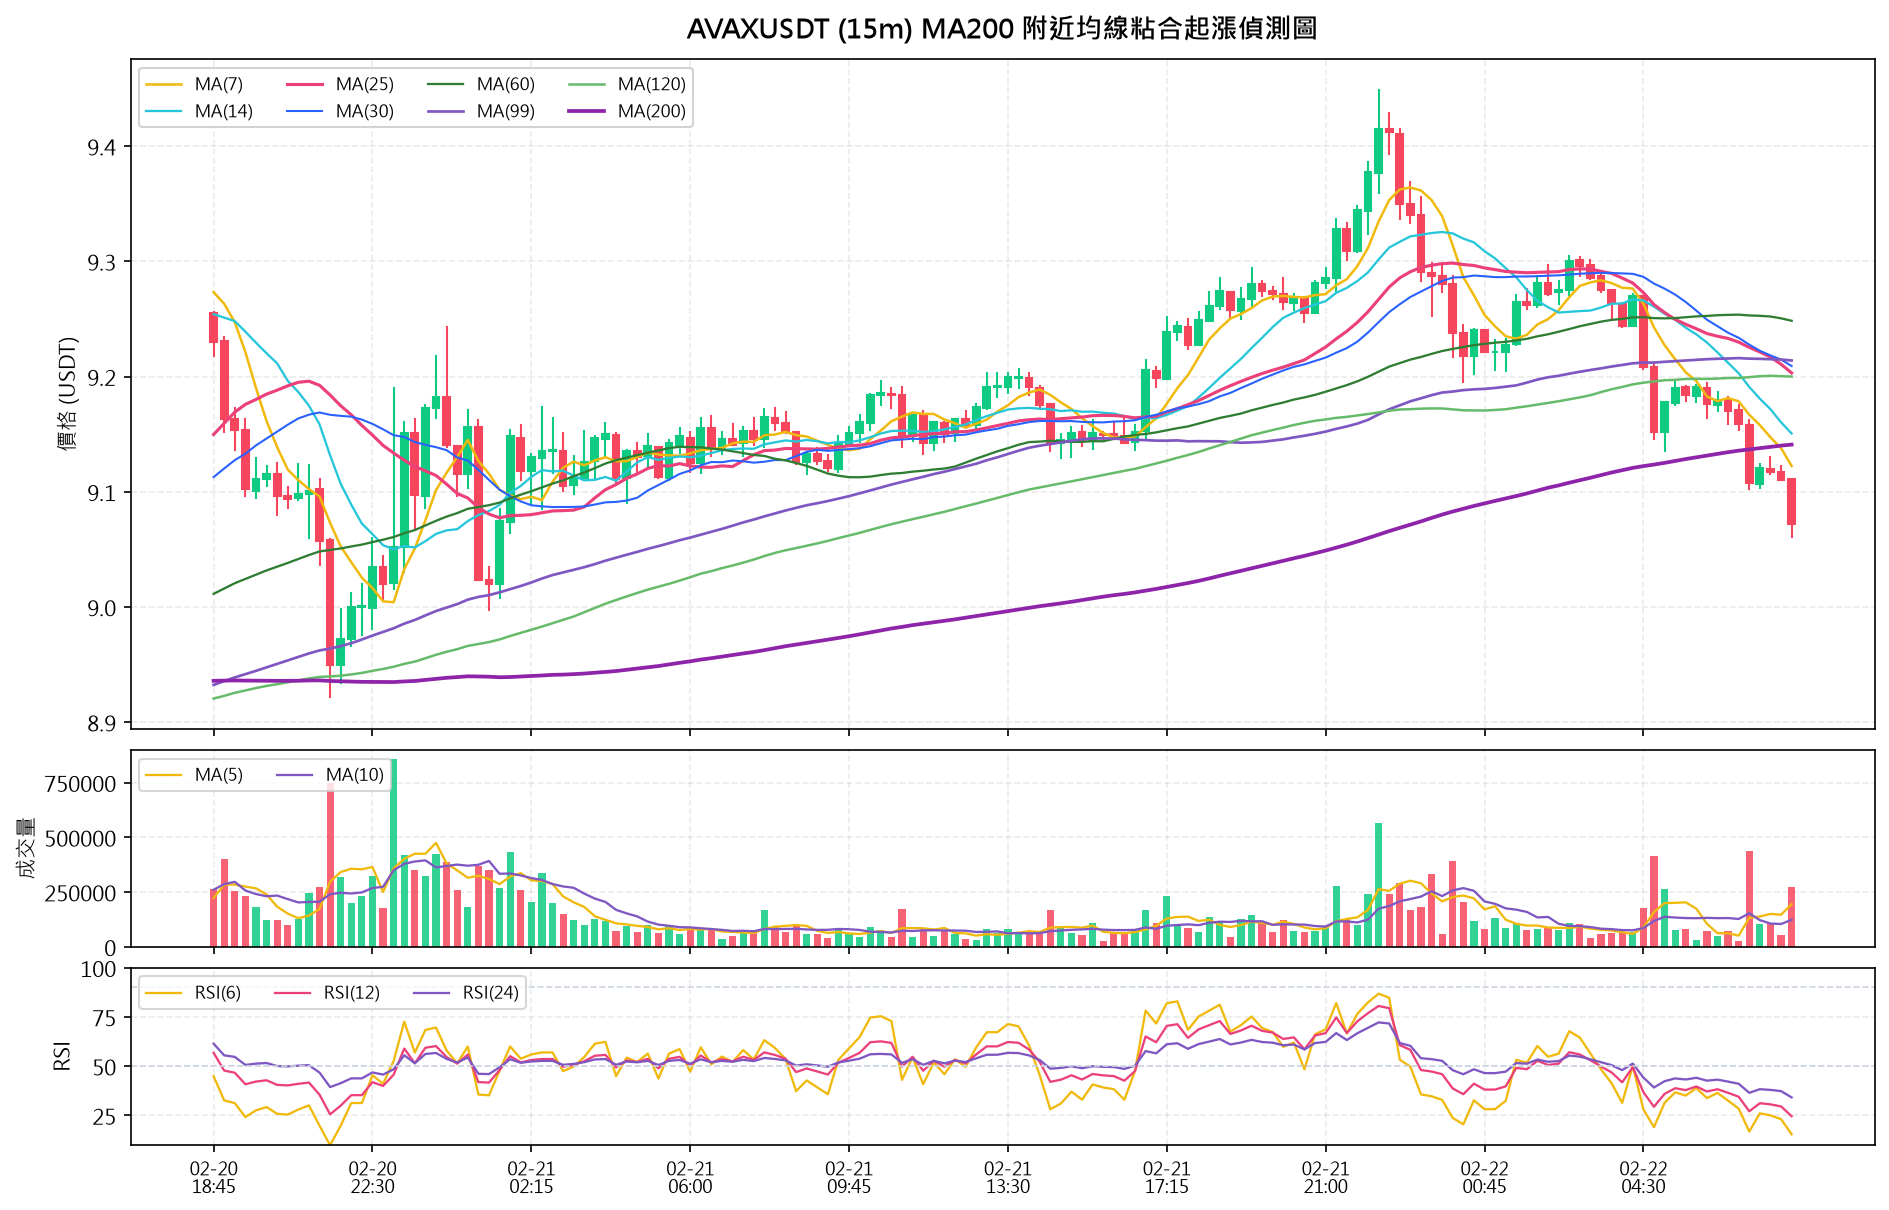 AVAXUSDT (15m) MA200 附近均線粘合起漲偵測圖
MA(7) MA(25) MA(60) MA(120)
MA(14) MA(30) MA(99) MA(200)
價格 (USDT)
9.4
9.3
9.2
9.1
9.0
8.9
MA(5) MA(10)
成交量
750000
500000
250000
0
RSI(6) RSI(12) RSI(24)
RSI
100
75
50
25
02-20 02-20 02-21 02-21 02-21 02-21 02-21 02-21 02-22 02-22
18:45 22:30 02:15 06:00 09:45 13:30 17:15 21:00 00:45 04:30